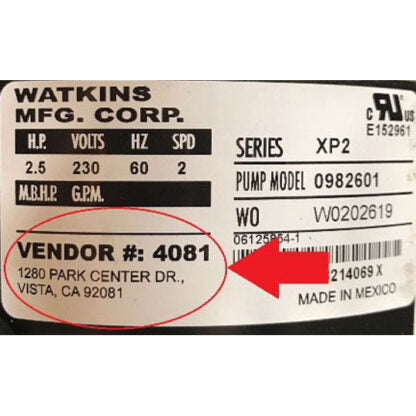 WATKINS
MFG. CORP.
H.P. VOLTS HZ SPD
2.5 230 60 2
M.B.H.P. G.P.M.
VENDOR #: 4081
1280 PARK CENTER DR.,
VISTA, CA 92081
c RU US
E152961
SERIES XP2
PUMP MODEL 0982601
WO W0202619
MADE IN MEXICO